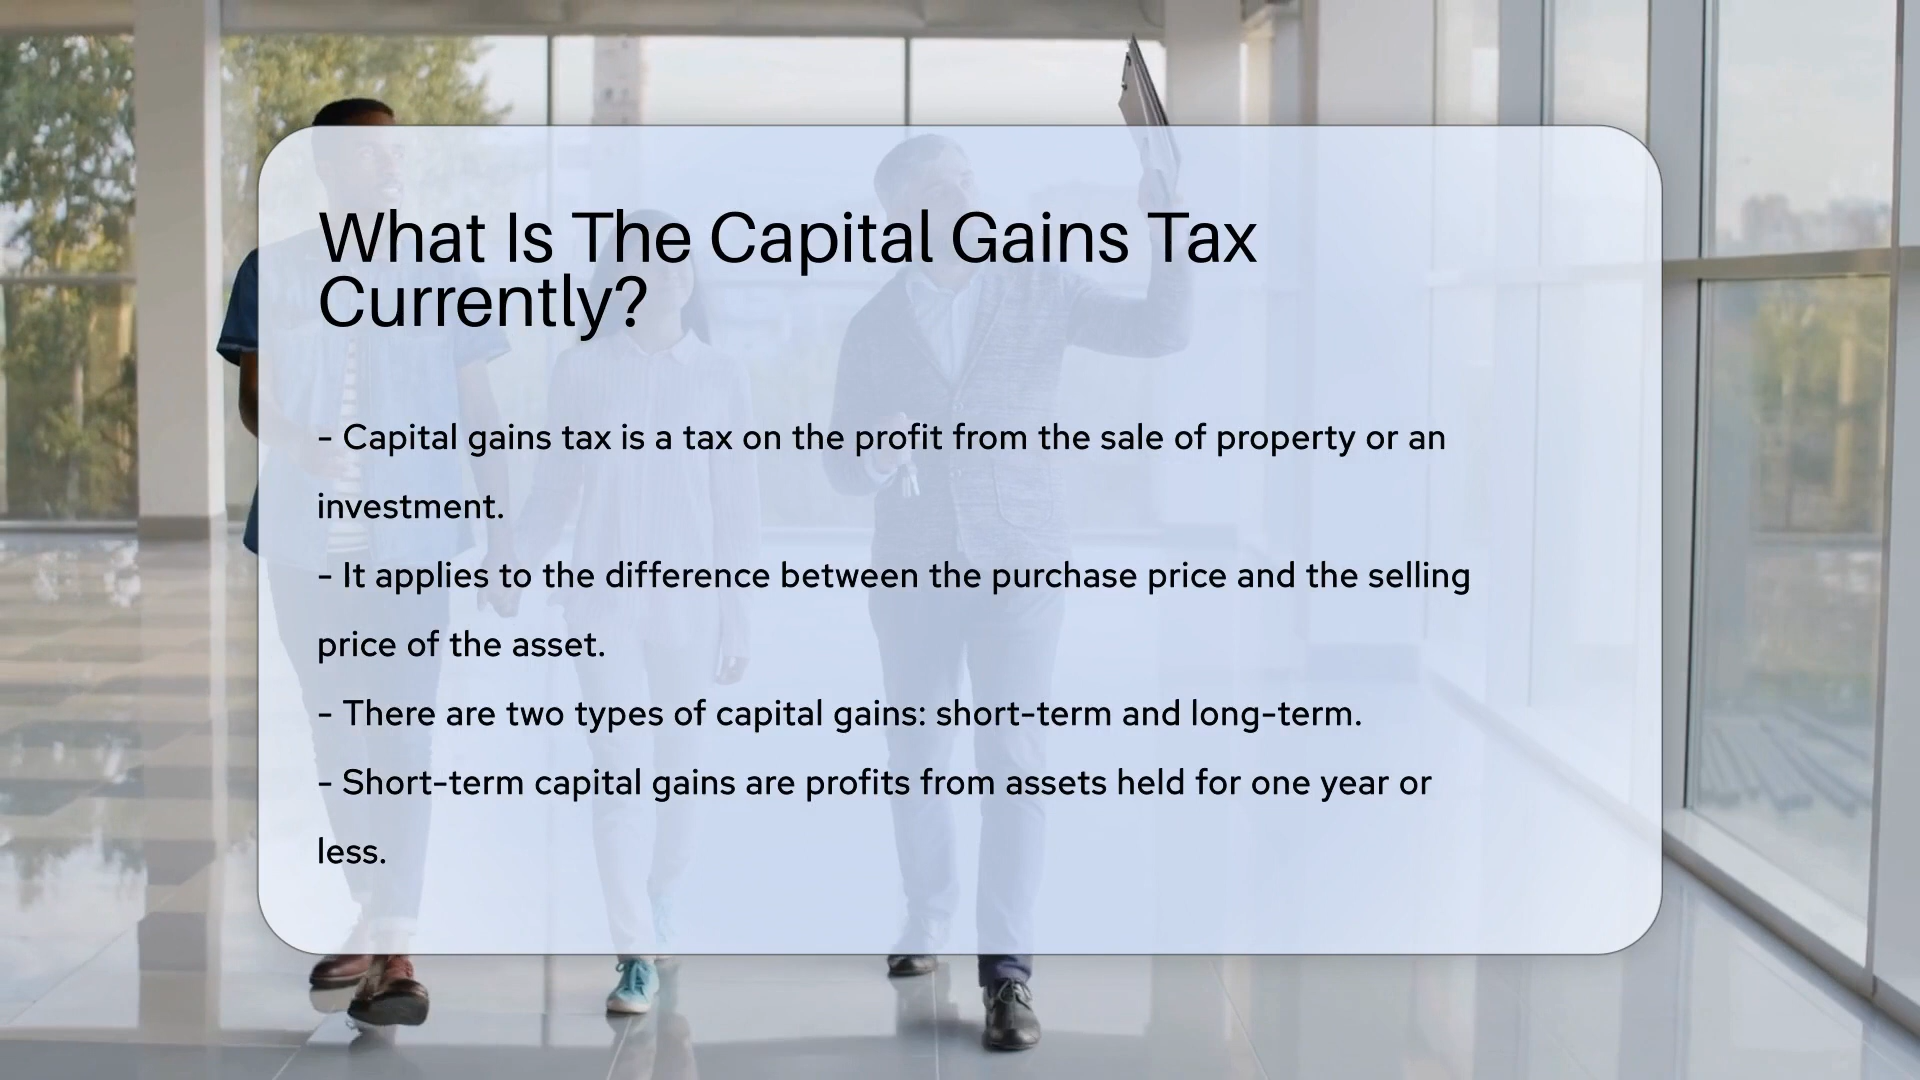 What Is The Capital Gains Tax
Currently?
- Capital gains tax is a tax on the profit from the sale of property or an
investment.
- It applies to the difference between the purchase price and the selling
price of the asset.
- There are two types of capital gains: short-term and long-term.
- Short-term capital gains are profits from assets held for one year or
less.